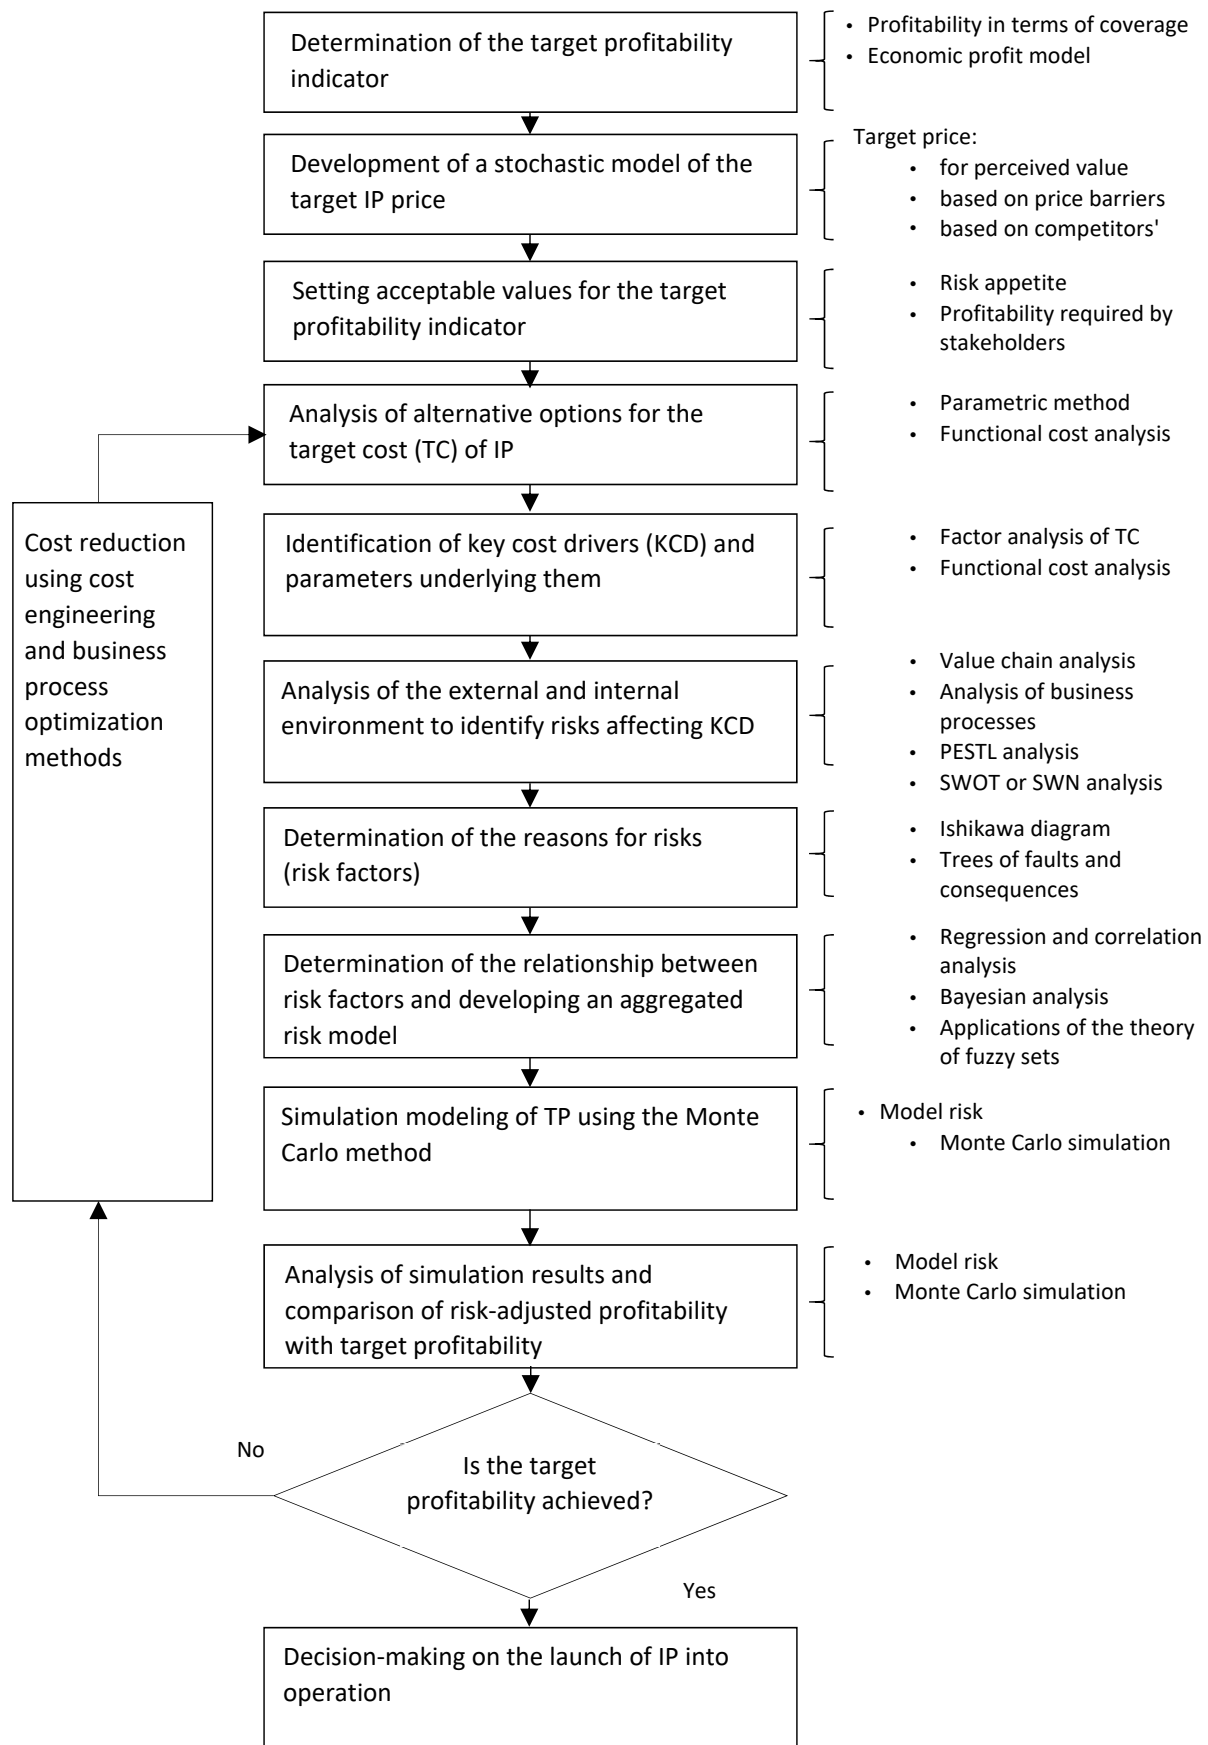 Determination of the target profitability
indicator
• Profitability in terms of coverage
• Economic profit model
Development of a stochastic model of the
target IP price
Target price:
• for perceived value
• based on price barriers
• based on competitors'
Setting acceptable values for the target
profitability indicator
• Risk appetite
• Profitability required by
stakeholders
Analysis of alternative options for the
target cost (TC) of IP
• Parametric method
• Functional cost analysis
Cost reduction
using cost
engineering
and business
process
optimization
methods
Identification of key cost drivers (KCD) and
parameters underlying them
• Factor analysis of TC
• Functional cost analysis
Analysis of the external and internal
environment to identify risks affecting KCD
• Value chain analysis
• Analysis of business
processes
• PESTL analysis
• SWOT or SWN analysis
Determination of the reasons for risks
(risk factors)
• Ishikawa diagram
• Trees of faults and
consequences
Determination of the relationship between
risk factors and developing an aggregated
risk model
• Regression and correlation
analysis
• Bayesian analysis
• Applications of the theory
of fuzzy sets
Simulation modeling of TP using the Monte
Carlo method
• Model risk
• Monte Carlo simulation
Analysis of simulation results and
comparison of risk-adjusted profitability
with target profitability
• Model risk
• Monte Carlo simulation
No
Is the target
profitability achieved?
Yes
Decision-making on the launch of IP into
operation